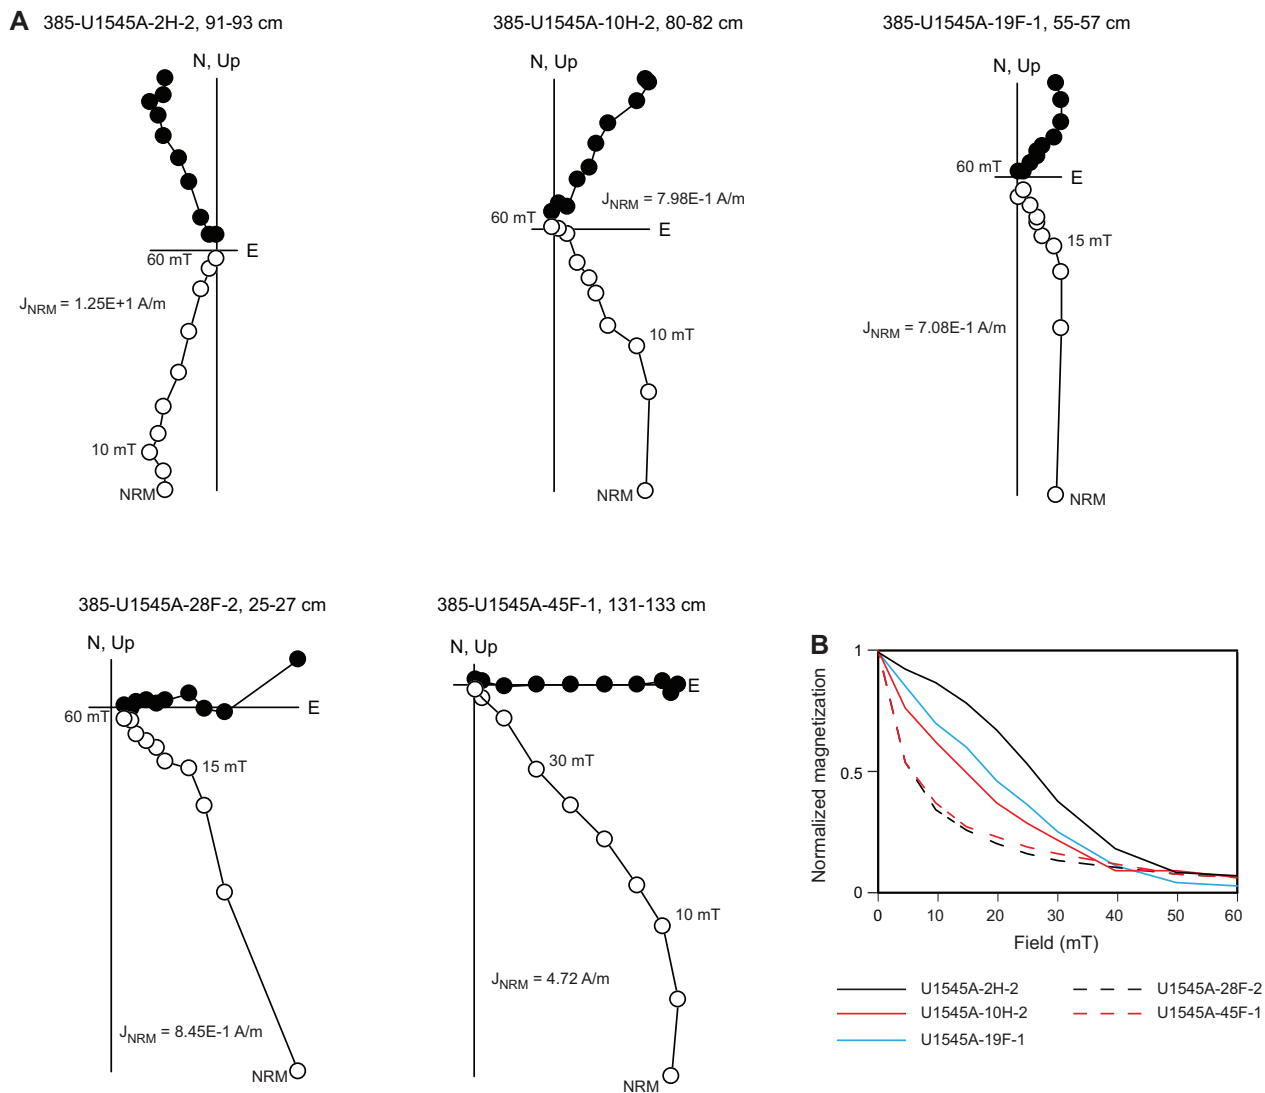 A
385-U1545A-2H-2, 91-93 cm
N, Up
E
60 mT
JNRM = 1.25E+1 A/m
10 mT
NRM
385-U1545A-10H-2, 80-82 cm
N, Up
JNRM = 7.98E-1 A/m
60 mT
E
10 mT
NRM
385-U1545A-19F-1, 55-57 cm
N, Up
60 mT
E
15 mT
JNRM = 7.08E-1 A/m
NRM
385-U1545A-28F-2, 25-27 cm
N, Up
E
60 mT
15 mT
JNRM = 8.45E-1 A/m
NRM
385-U1545A-45F-1, 131-133 cm
N, Up
E
30 mT
10 mT
JNRM = 4.72 A/m
NRM
B
Normalized magnetization
1
0.5
0
0 10 20 30 40 50 60
Field (mT)
U1545A-2H-2
U1545A-10H-2
U1545A-19F-1
U1545A-28F-2
U1545A-45F-1